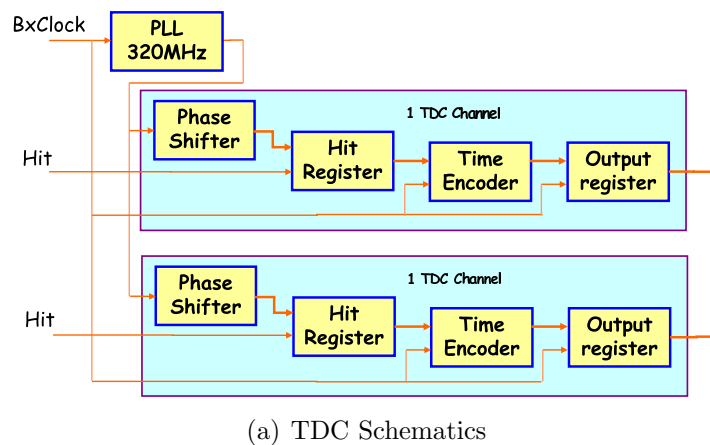 BxClock
PLL
320MHz
1 TDC Channel
Phase
Shifter
Hit
Hit
Register
Time
Encoder
Output
register
1 TDC Channel
Phase
Shifter
Hit
Hit
Register
Time
Encoder
Output
register
(a) TDC Schematics